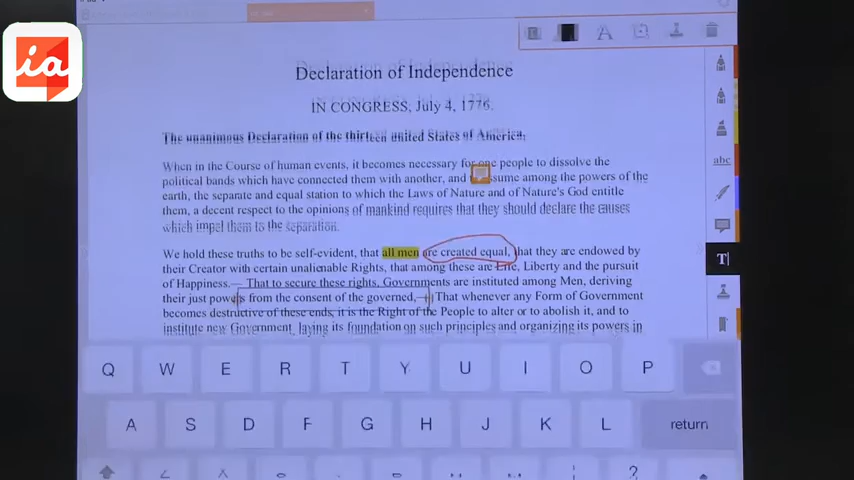 ia
Declaration of Independence
IN CONGRESS, July 4, 1776.
The unanimous Declaration of the thirteen united States of America,
When in the Course of human events, it becomes necessary for one people to dissolve the
political bands which have connected them with another, and to assume among the powers of the
earth, the separate and equal station to which the Laws of Nature and of Nature's God entitle
them, a decent respect to the opinions of mankind requires that they should declare the causes
which impel them to the separation.
We hold these truths to be self-evident, that all men are created equal, that they are endowed by
their Creator with certain unalienable Rights, that among these are Life, Liberty and the pursuit
of Happiness.— That to secure these rights, Governments are instituted among Men, deriving
their just powers from the consent of the governed,— That whenever any Form of Government
becomes destructive of these ends, it is the Right of the People to alter or to abolish it, and to
institute new Government, laying its foundation on such principles and organizing its powers in
abc
T
Q W E R T Y U I O P
A S D F G H J K L return
?